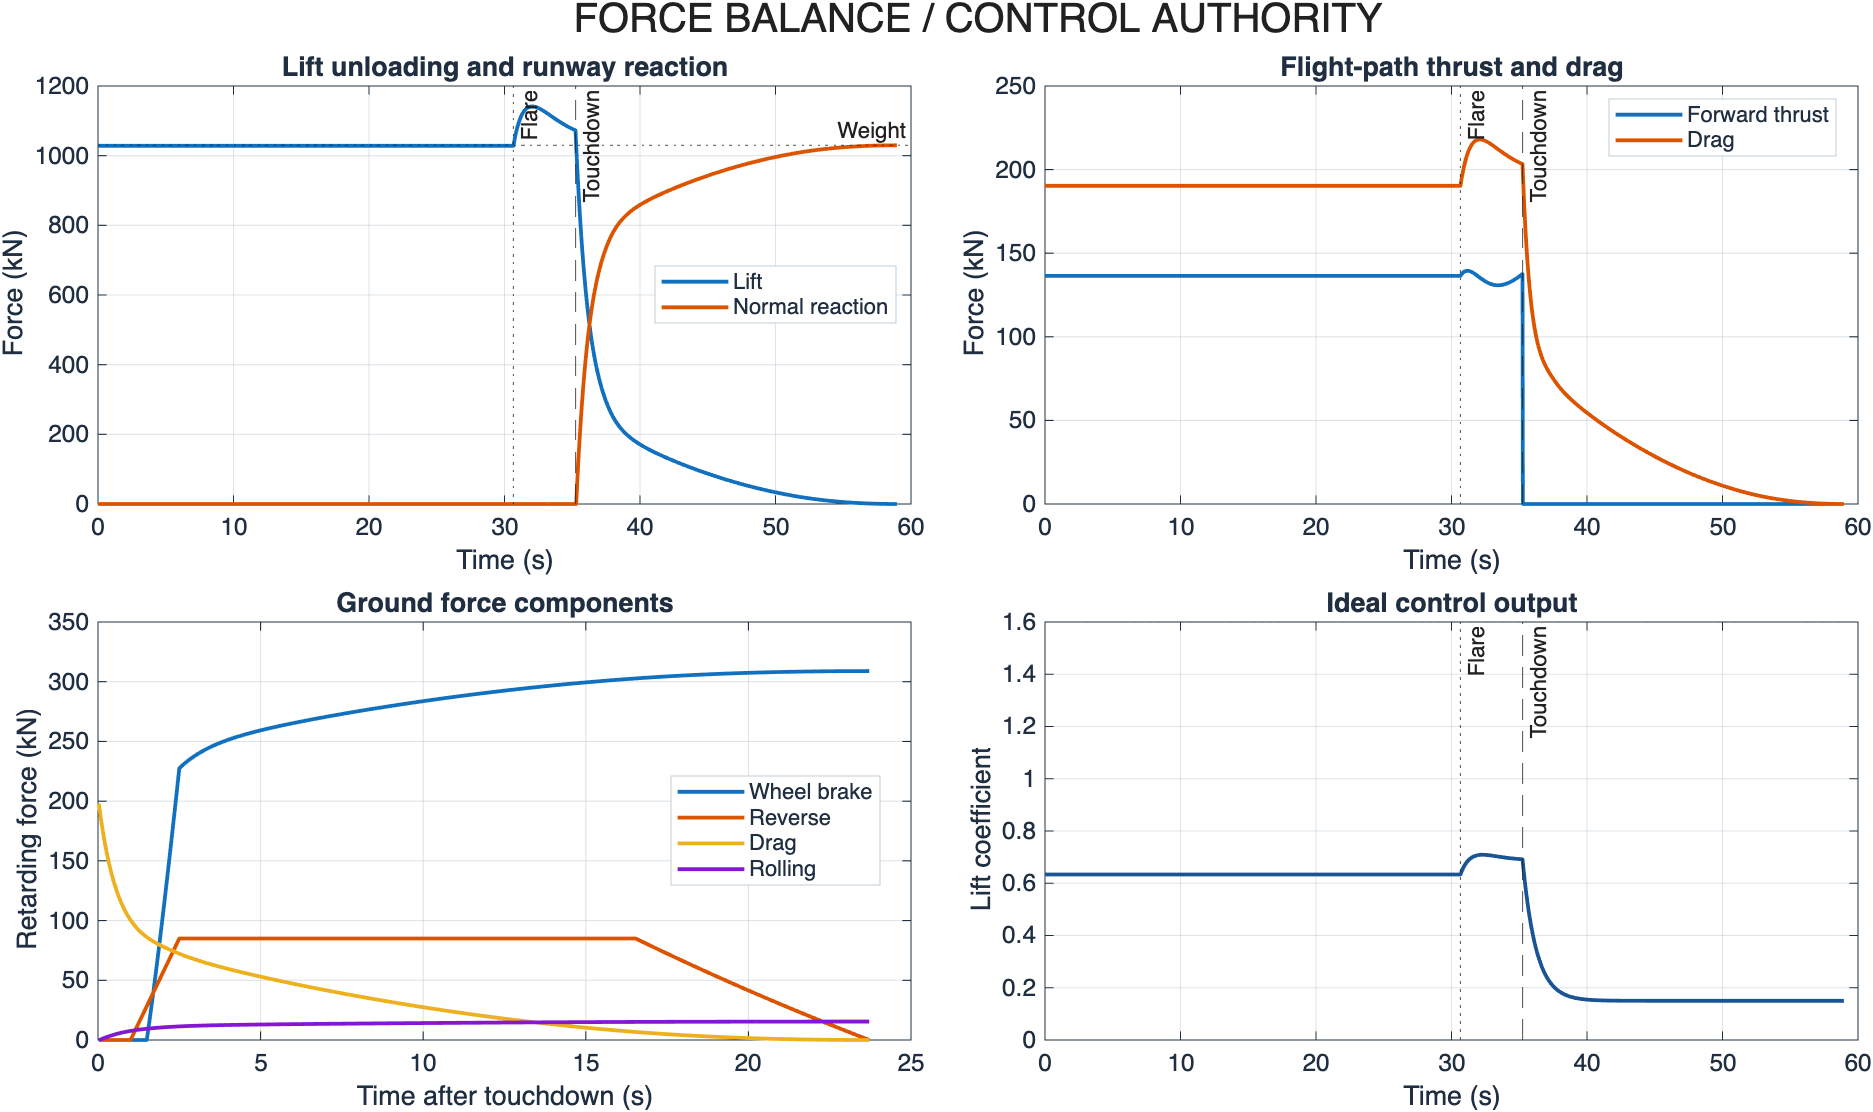 FORCE BALANCE / CONTROL AUTHORITY
Lift unloading and runway reaction
1200
1000
800
600
400
200
0
0 10 20 30 40 50 60
Force (kN)
Time (s)
Flare
Touchdown
Weight
Lift
Normal reaction
Flight-path thrust and drag
250
200
150
100
50
0
0 10 20 30 40 50 60
Force (kN)
Time (s)
Flare
Touchdown
Forward thrust
Drag
Ground force components
350
300
250
200
150
100
50
0
0 5 10 15 20 25
Retarding force (kN)
Time after touchdown (s)
Wheel brake
Reverse
Drag
Rolling
Ideal control output
1.6
1.4
1.2
1
0.8
0.6
0.4
0.2
0
0 10 20 30 40 50 60
Lift coefficient
Time (s)
Flare
Touchdown